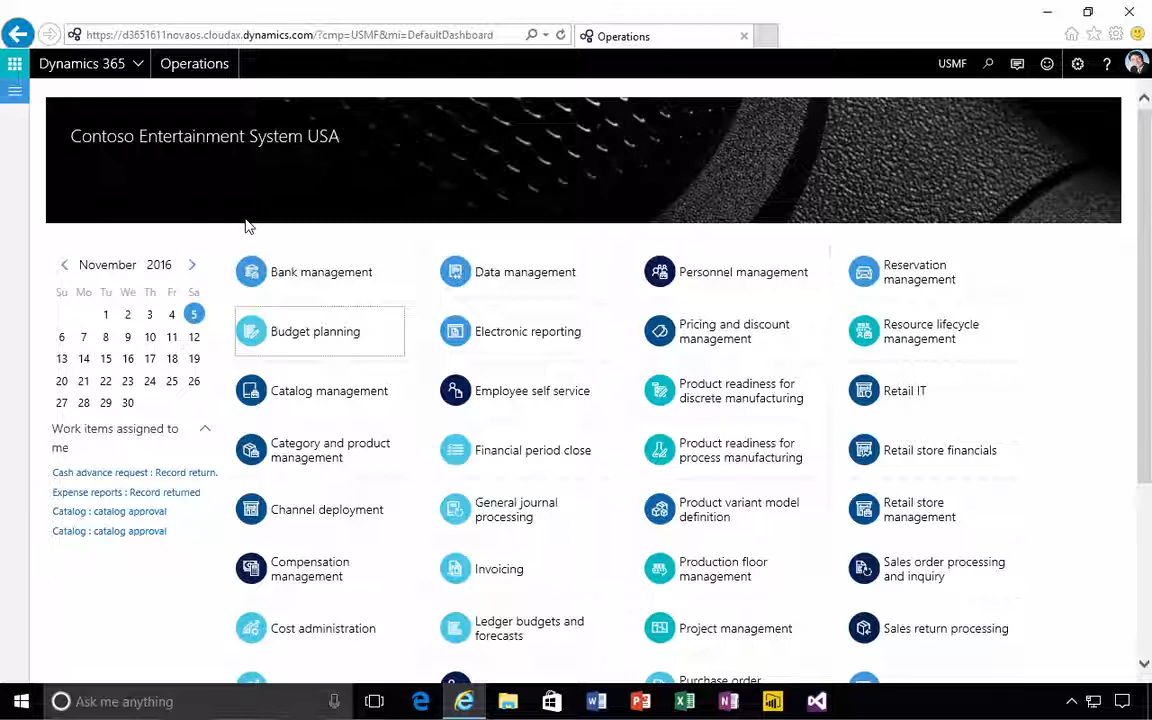 https://d3651611novaos.cloudax.dynamics.com/?cmp=USMF&mi=DefaultDashboard
Operations
Dynamics 365
Operations
USMF
?
Contoso Entertainment System USA
November 2016
Su Mo Tu We Th Fr Sa
1 2 3 4 5
6 7 8 9 10 11 12
13 14 15 16 17 18 19
20 21 22 23 24 25 26
27 28 29 30
Work items assigned to
me
Cash advance request : Record return.
Expense reports : Record returned
Catalog : catalog approval
Catalog : catalog approval
Bank management
Budget planning
Catalog management
Category and product
management
Channel deployment
Compensation
management
Cost administration
Data management
Electronic reporting
Employee self service
Financial period close
General journal
processing
Invoicing
Ledger budgets and
forecasts
Personnel management
Pricing and discount
management
Product readiness for
discrete manufacturing
Product readiness for
process manufacturing
Product variant model
definition
Production floor
management
Project management
Purchase order
Reservation
management
Resource lifecycle
management
Retail IT
Retail store financials
Retail store
management
Sales order processing
and inquiry
Sales return processing
Ask me anything